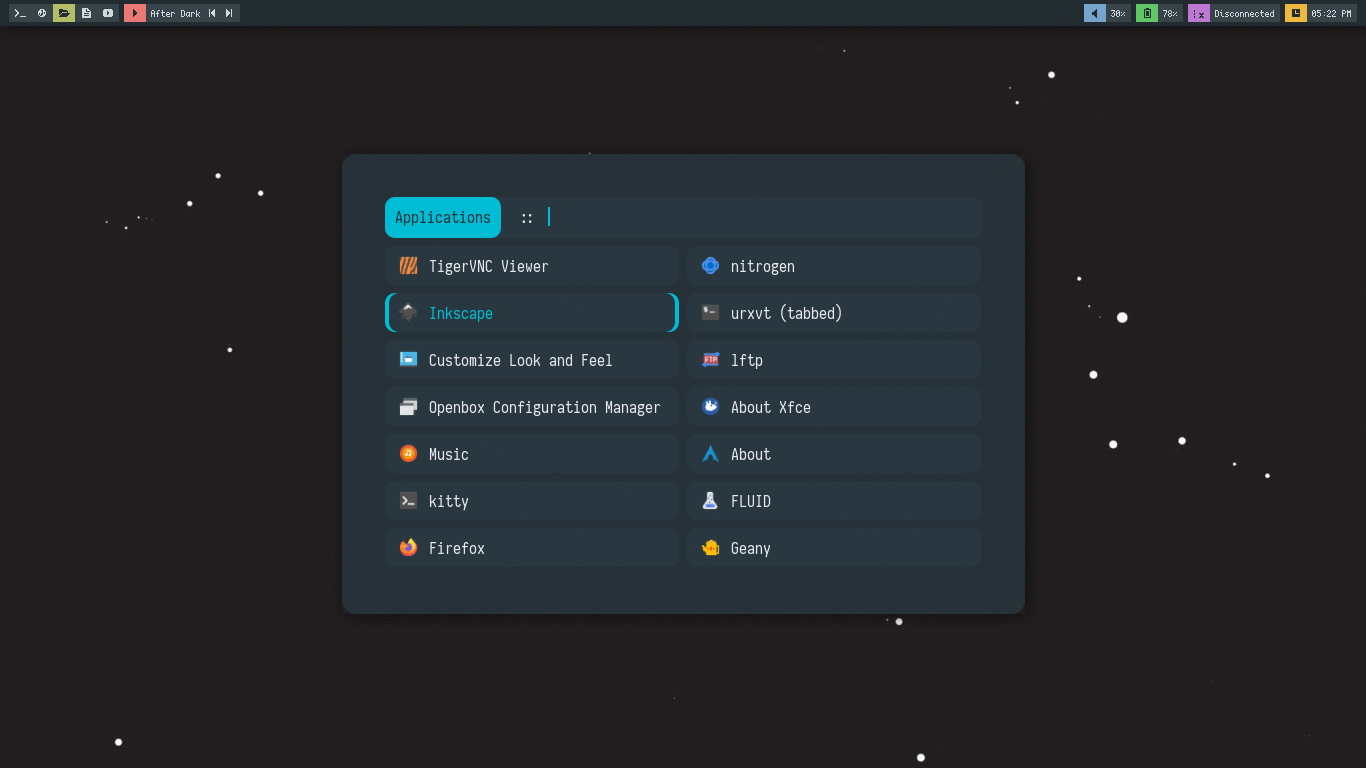 After Dark
30%
78%
Disconnected
05:22 PM
Applications ::
TigerVNC Viewer
nitrogen
Inkscape
urxvt (tabbed)
Customize Look and Feel
FTP
lftp
Openbox Configuration Manager
About Xfce
Music
About
kitty
FLUID
Firefox
Geany